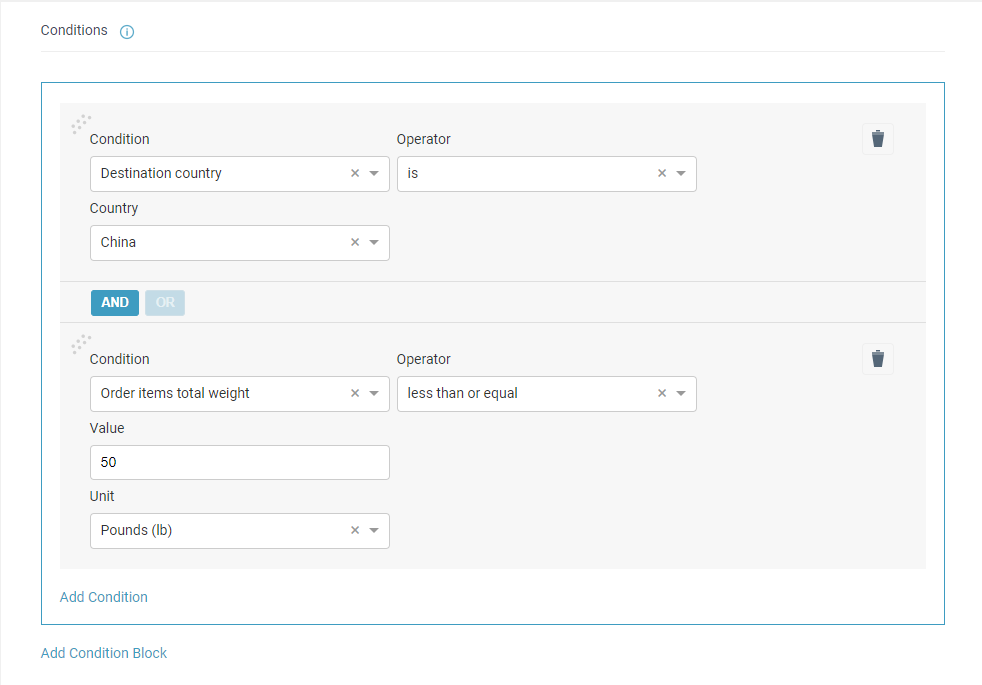 Conditions
Condition Operator
Destination country is
Country
China
AND OR
Condition Operator
Order items total weight less than or equal
Value
50
Unit
Pounds (lb)
Add Condition
Add Condition Block